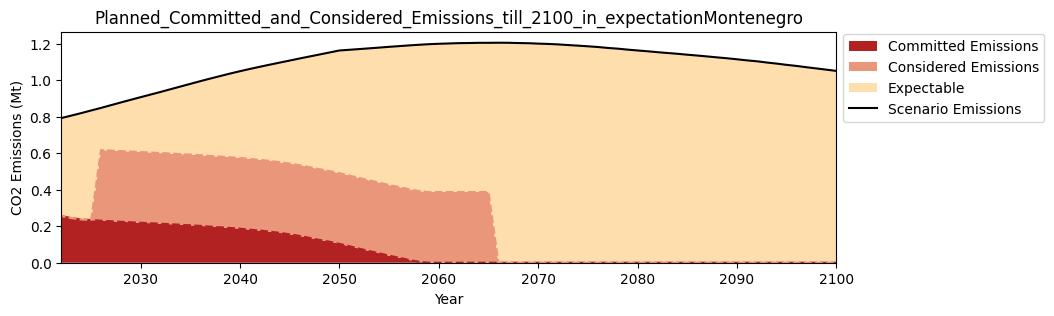 Planned_Committed_and_Considered_Emissions_till_2100_in_expectationMontenegro
Committed Emissions
Considered Emissions
Expectable
Scenario Emissions
CO2 Emissions (Mt)
1.2
1.0
0.8
0.6
0.4
0.2
0.0
2030 2040 2050 2060 2070 2080 2090 2100
Year